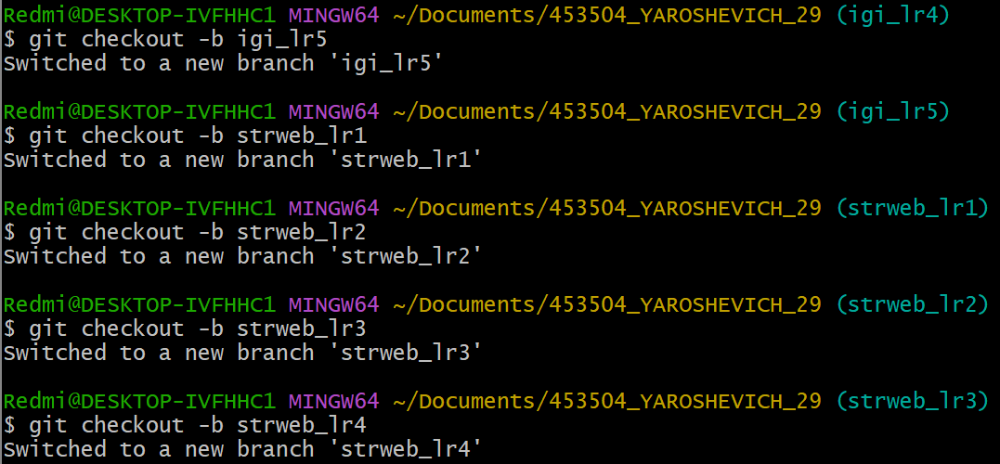 Redmi@DESKTOP-IVFHHC1 MINGW64 ~/Documents/453504_YAROSHEVICH_29 (igi_lr4)
$ git checkout -b igi_lr5
Switched to a new branch 'igi_lr5'
Redmi@DESKTOP-IVFHHC1 MINGW64 ~/Documents/453504_YAROSHEVICH_29 (igi_lr5)
$ git checkout -b strweb_lr1
Switched to a new branch 'strweb_lr1'
Redmi@DESKTOP-IVFHHC1 MINGW64 ~/Documents/453504_YAROSHEVICH_29 (strweb_lr1)
$ git checkout -b strweb_lr2
Switched to a new branch 'strweb_lr2'
Redmi@DESKTOP-IVFHHC1 MINGW64 ~/Documents/453504_YAROSHEVICH_29 (strweb_lr2)
$ git checkout -b strweb_lr3
Switched to a new branch 'strweb_lr3'
Redmi@DESKTOP-IVFHHC1 MINGW64 ~/Documents/453504_YAROSHEVICH_29 (strweb_lr3)
$ git checkout -b strweb_lr4
Switched to a new branch 'strweb_lr4'